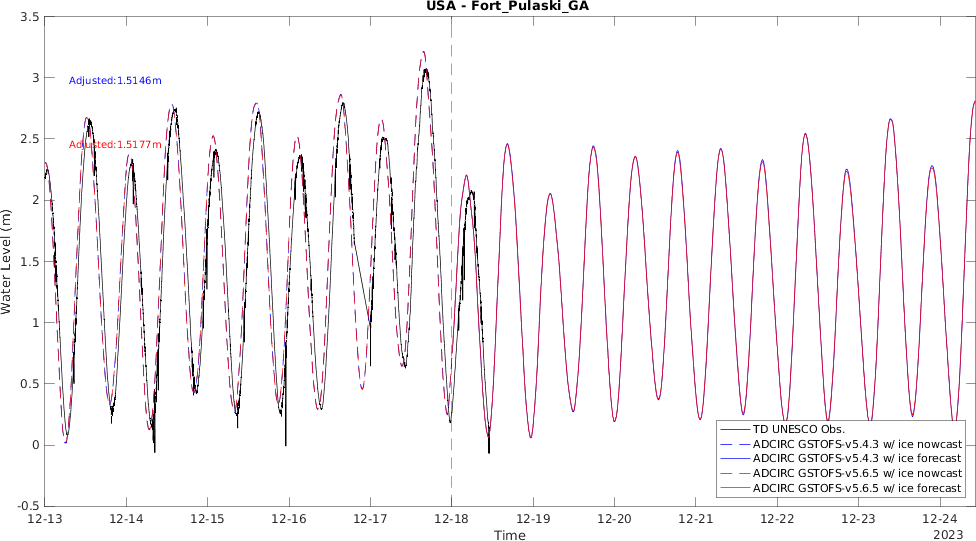 USA - Fort_Pulaski_GA
3.5
3
2.5
2
1.5
1
0.5
0
-0.5
Water Level (m)
Adjusted:1.5146m
Adjusted:1.5177m
TD UNESCO Obs.
ADCIRC GSTOFS-v5.4.3 w/ ice nowcast
ADCIRC GSTOFS-v5.4.3 w/ ice forecast
ADCIRC GSTOFS-v5.6.5 w/ ice nowcast
ADCIRC GSTOFS-v5.6.5 w/ ice forecast
12-13 12-14 12-15 12-16 12-17 12-18 12-19 12-20 12-21 12-22 12-23 12-24
Time
2023